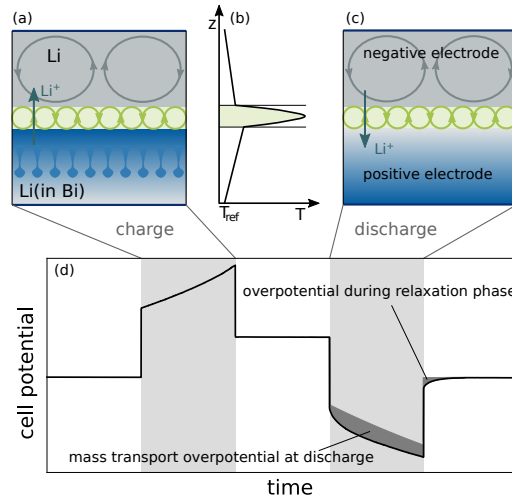 (a)
(b)
(c)
z
Li
Li⁺
Li(in Bi)
T_ref
T
negative electrode
Li⁺
positive electrode
charge
discharge
(d)
overpotential during relaxation phase
mass transport overpotential at discharge
cell potential
time